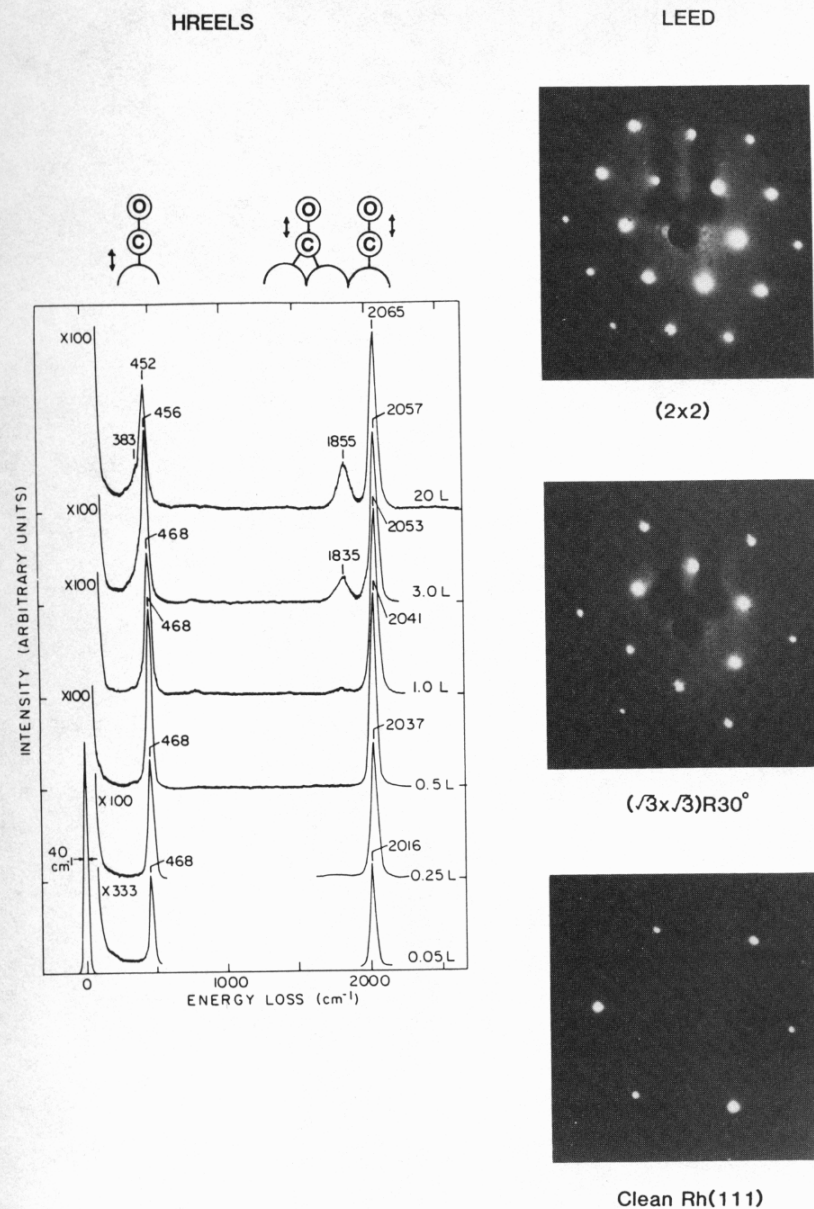 HREELS
LEED
O
C
O
C
O
C
(2x2)
2065
X100
452
456
383
2057
1855
20 L
X100
468
2053
1835
3.0 L
X100
468
2041
1.0 L
X100
468
2037
0.5 L
X100
40
cm⁻¹
468
2016
0.25 L
X333
0.05 L
0
1000
2000
ENERGY LOSS (cm⁻¹)
INTENSITY (ARBITRARY UNITS)
(√3x√3)R30°
Clean Rh(111)